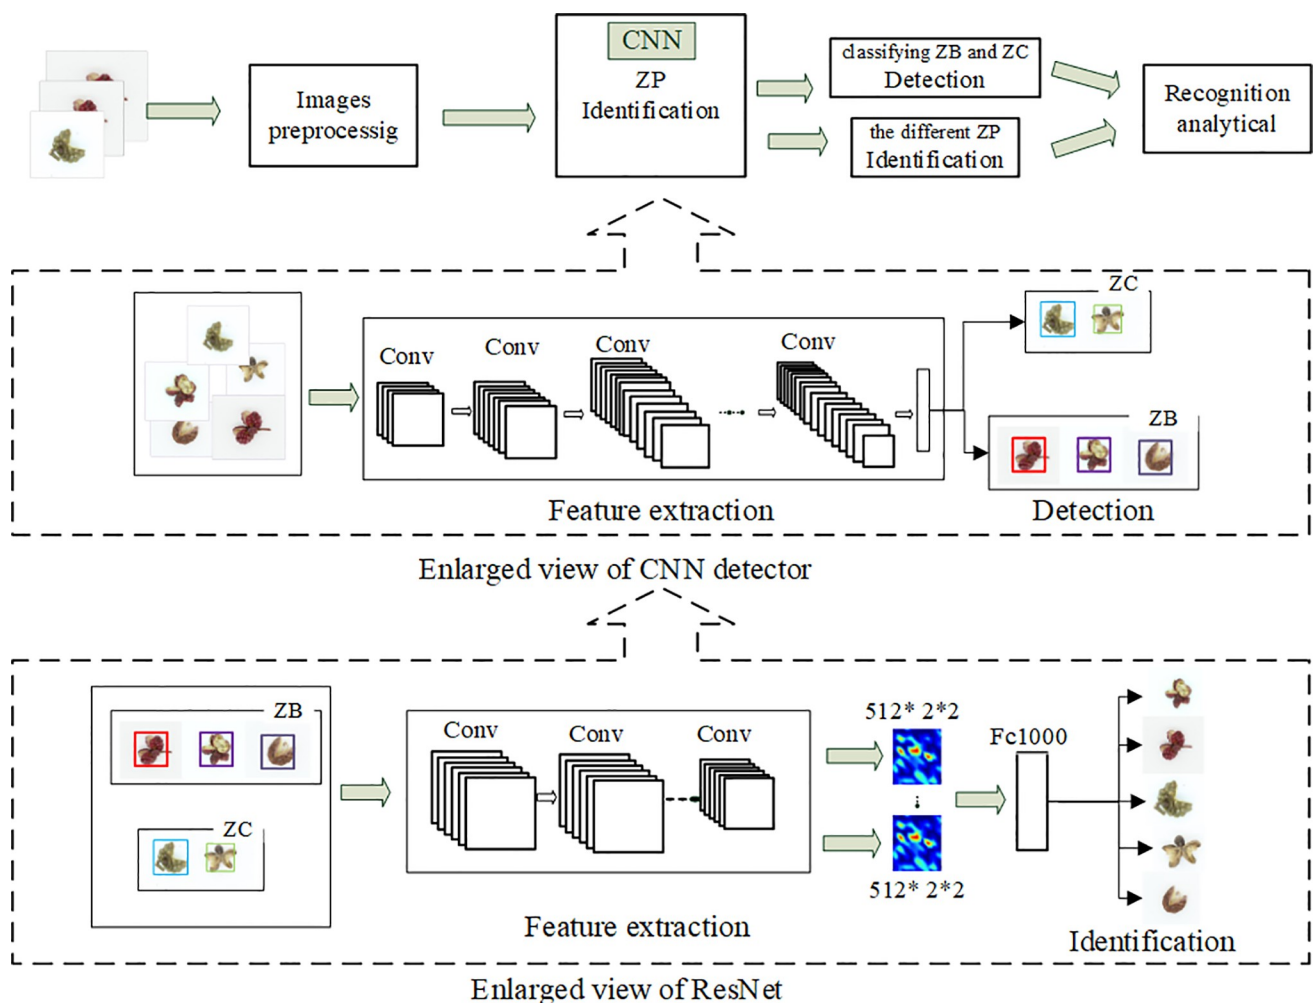 CNN
ZP
Identification
Images
preprocessig
classifying ZB and ZC
Detection
the different ZP
Identification
Recognition
analytical
ZC
Conv
Conv
Conv
Conv
ZB
Feature extraction
Detection
Enlarged view of CNN detector
ZB
ZC
Conv
Conv
Conv
512* 2*2
512* 2*2
Fc1000
Feature extraction
Identification
Enlarged view of ResNet